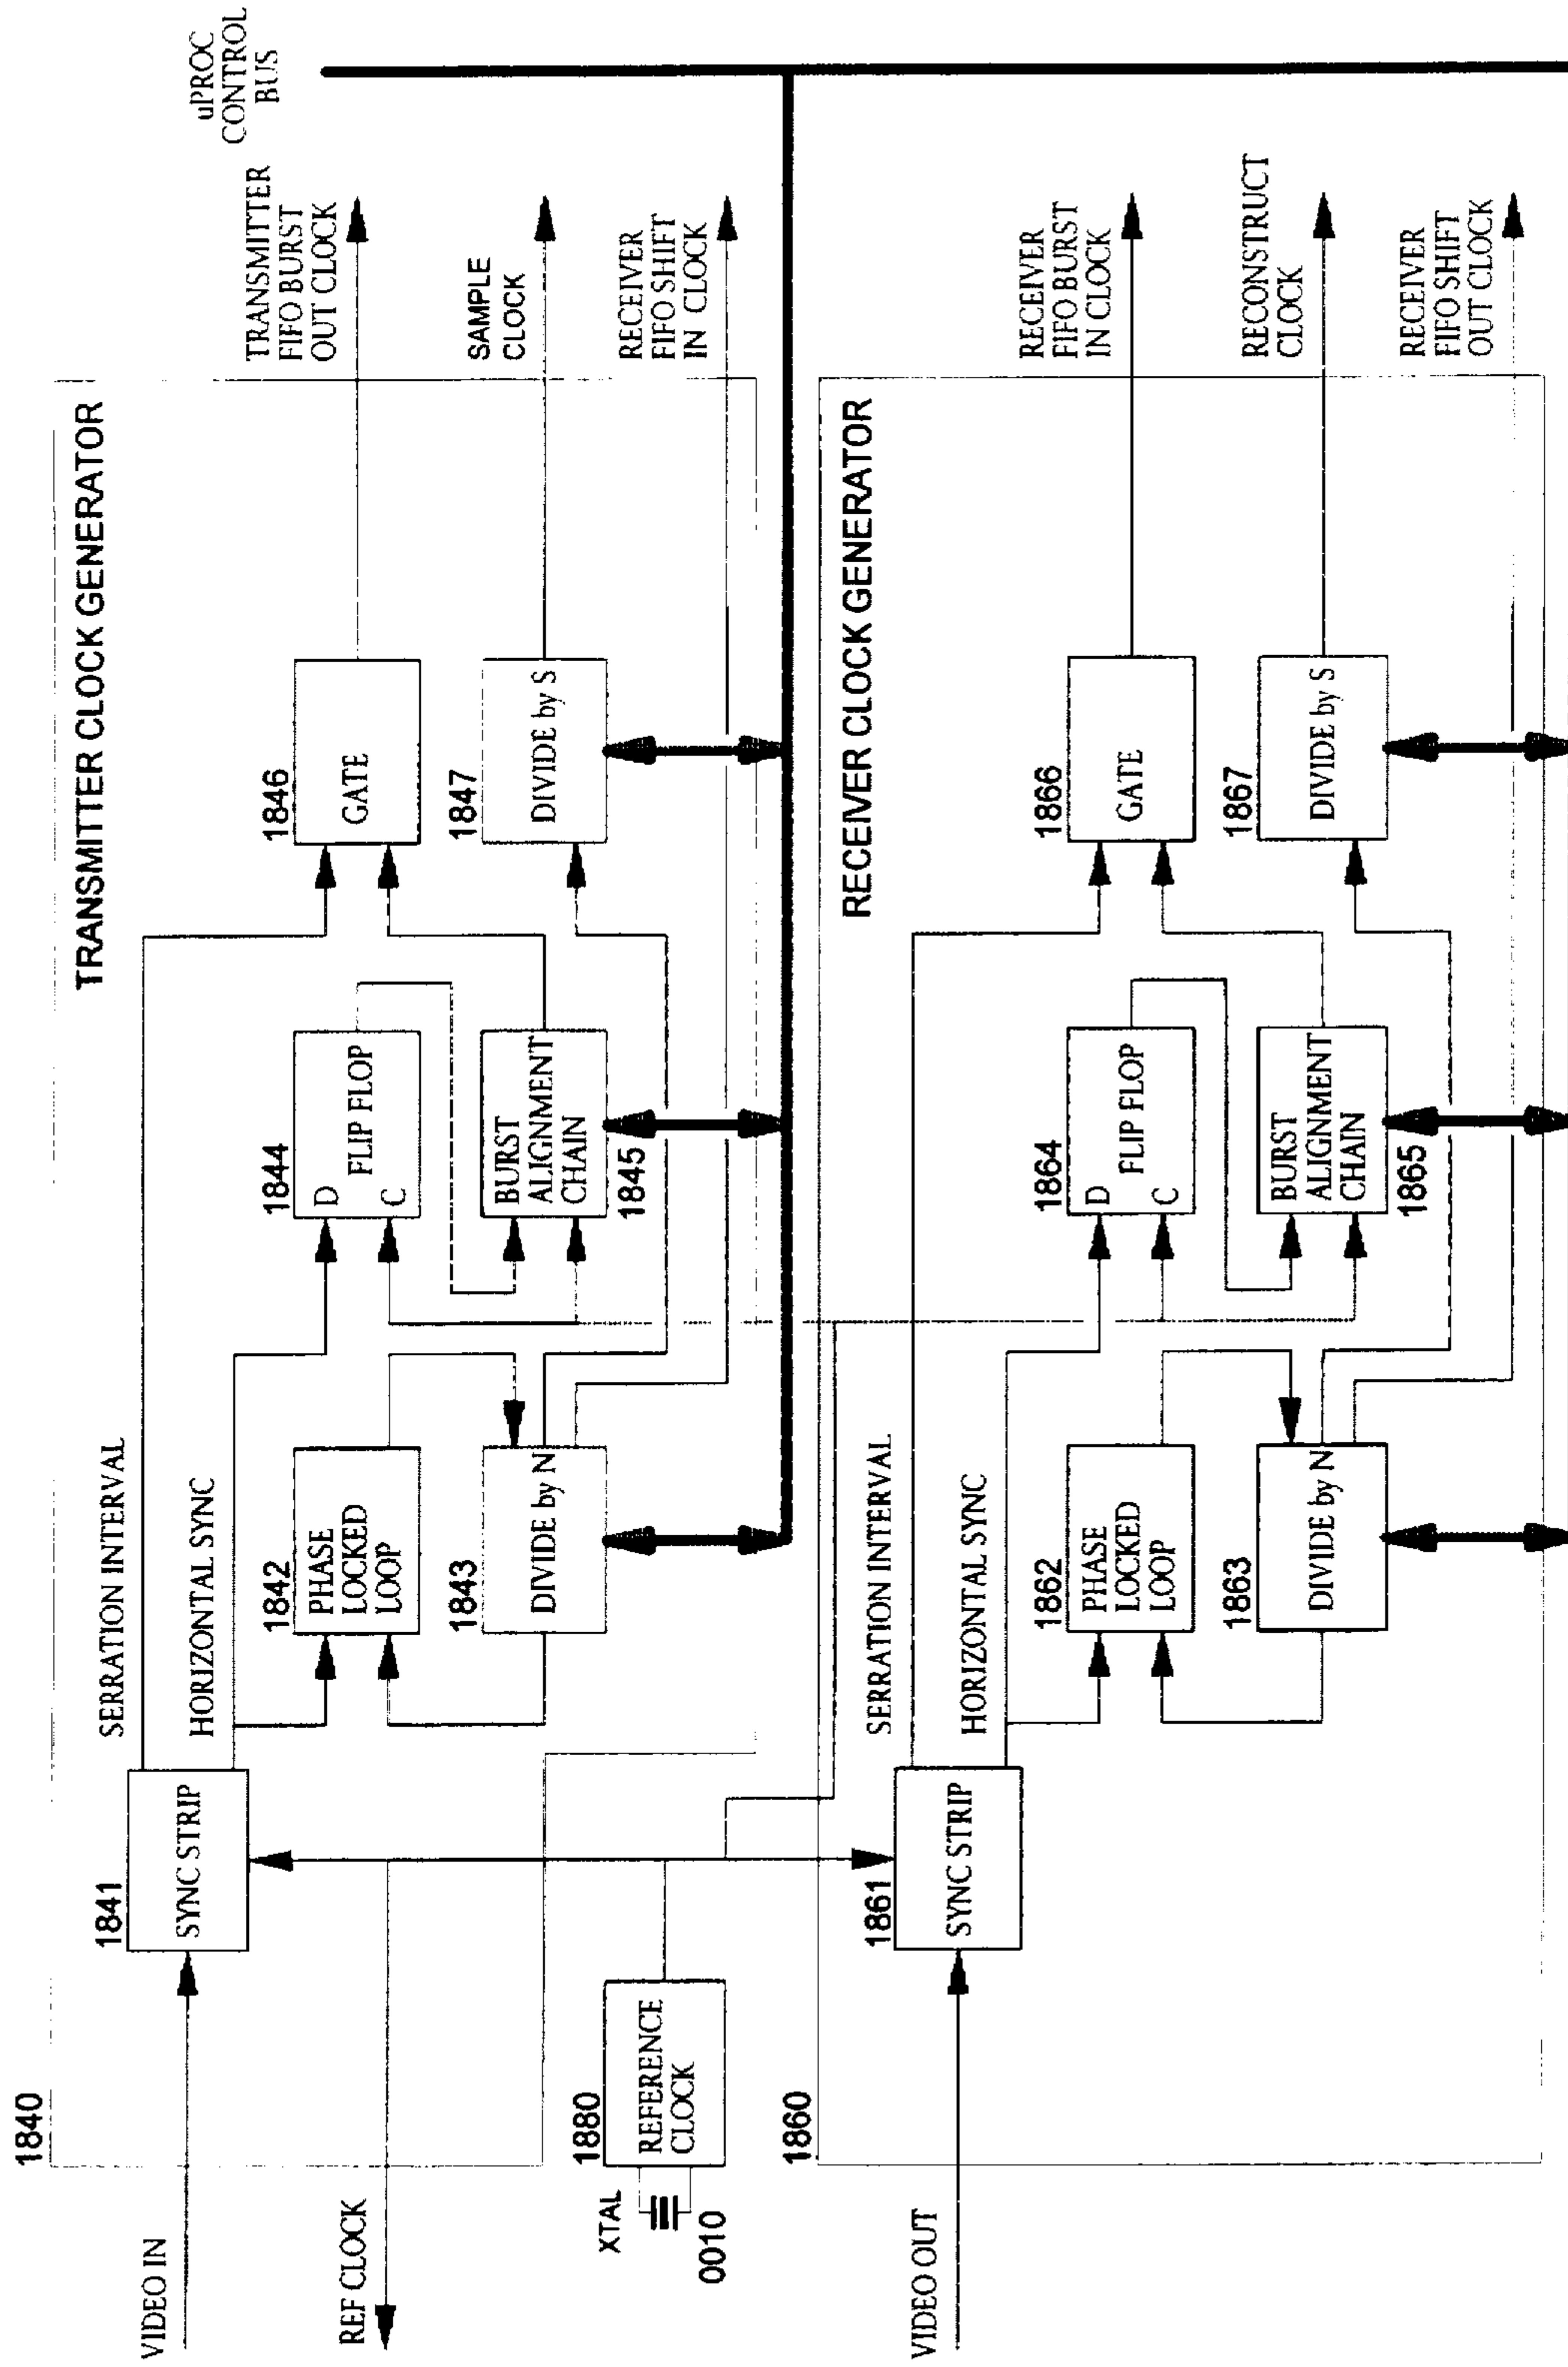 1840
TRANSMITTER CLOCK GENERATOR
uPROC
CONTROL
BUS
VIDEO IN
1841
SYNC STRIP
SERRATION INTERVAL
HORIZONTAL SYNC
1842
PHASE
LOCKED
LOOP
1843
DIVIDE by N
1844
D
FLIP FLOP
C
BURST
ALIGNMENT
CHAIN
1845
1846
GATE
1847
DIVIDE by S
TRANSMITTER
FIFO BURST
OUT CLOCK
SAMPLE
CLOCK
RECEIVER
FIFO SHIFT
IN CLOCK
REF CLOCK
XTAL
0010
1880
REFERENCE
CLOCK
1860
RECEIVER CLOCK GENERATOR
VIDEO OUT
1861
SYNC STRIP
SERRATION INTERVAL
HORIZONTAL SYNC
1862
PHASE
LOCKED
LOOP
1863
DIVIDE by N
1864
D
FLIP FLOP
C
BURST
ALIGNMENT
CHAIN
1865
1866
GATE
1867
DIVIDE by S
RECEIVER
FIFO BURST
IN CLOCK
RECONSTRUCT
CLOCK
RECEIVER
FIFO SHIFT
OUT CLOCK